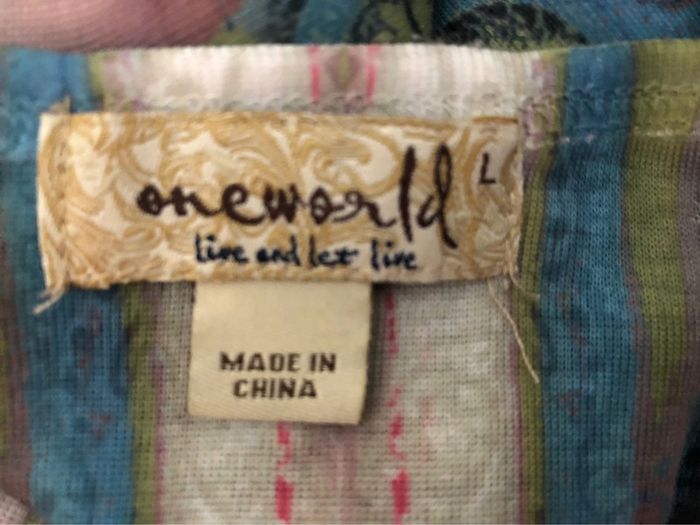 oneworld
L
live and let live
MADE IN
CHINA